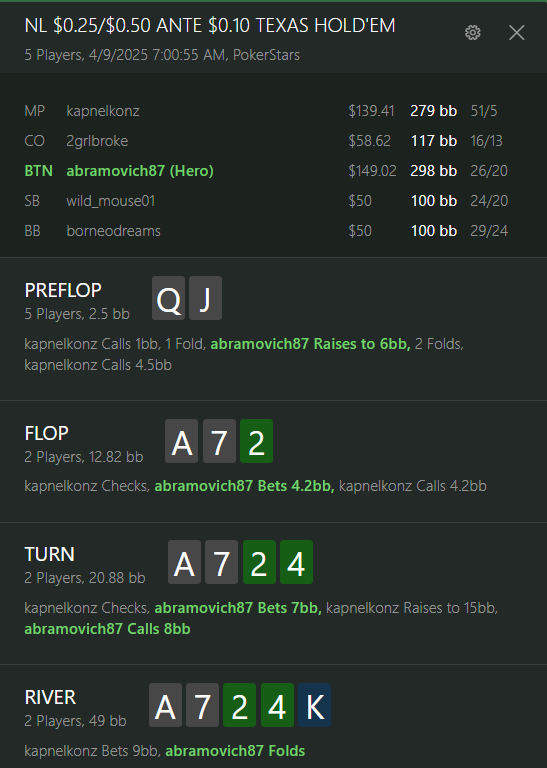 NL $0.25/$0.50 ANTE $0.10 TEXAS HOLD'EM
5 Players, 4/9/2025 7:00:55 AM, PokerStars
MP kapnelkonz $139.41 279 bb 51/5
CO 2grlbroke $58.62 117 bb 16/13
BTN abramovich87 (Hero) $149.02 298 bb 26/20
SB wild_mouse01 $50 100 bb 24/20
BB borneodreams $50 100 bb 29/24
PREFLOP Q J
5 Players, 2.5 bb
kapnelkonz Calls 1bb, 1 Fold, abramovich87 Raises to 6bb, 2 Folds,
kapnelkonz Calls 4.5bb
FLOP A 7 2
2 Players, 12.82 bb
kapnelkonz Checks, abramovich87 Bets 4.2bb, kapnelkonz Calls 4.2bb
TURN A 7 2 4
2 Players, 20.88 bb
kapnelkonz Checks, abramovich87 Bets 7bb, kapnelkonz Raises to 15bb,
abramovich87 Calls 8bb
RIVER A 7 2 4 K
2 Players, 49 bb
kapnelkonz Bets 9bb, abramovich87 Folds